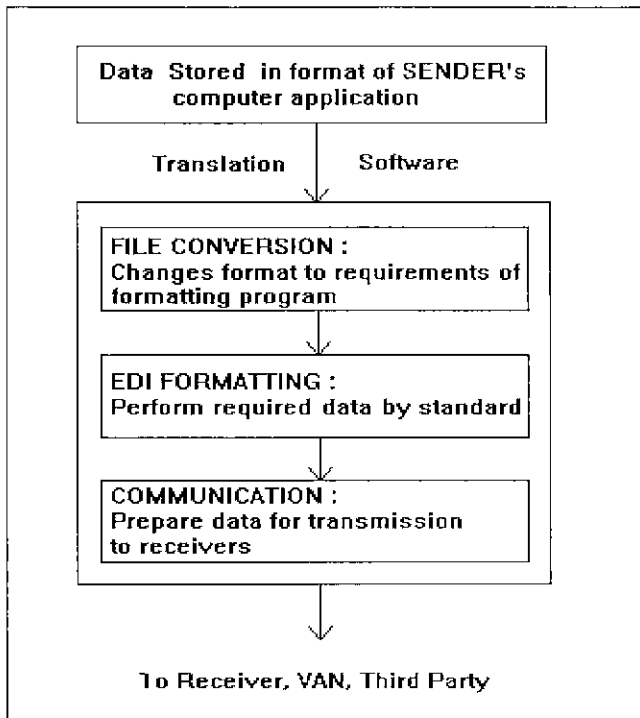 Data Stored in format of SENDER's
computer application
Translation Software
FILE CONVERSION :
Changes format to requirements of
formatting program
EDI FORMATTING :
Perform required data by standard
COMMUNICATION :
Prepare data for transmission
to receivers
To Receiver, VAN, Third Party